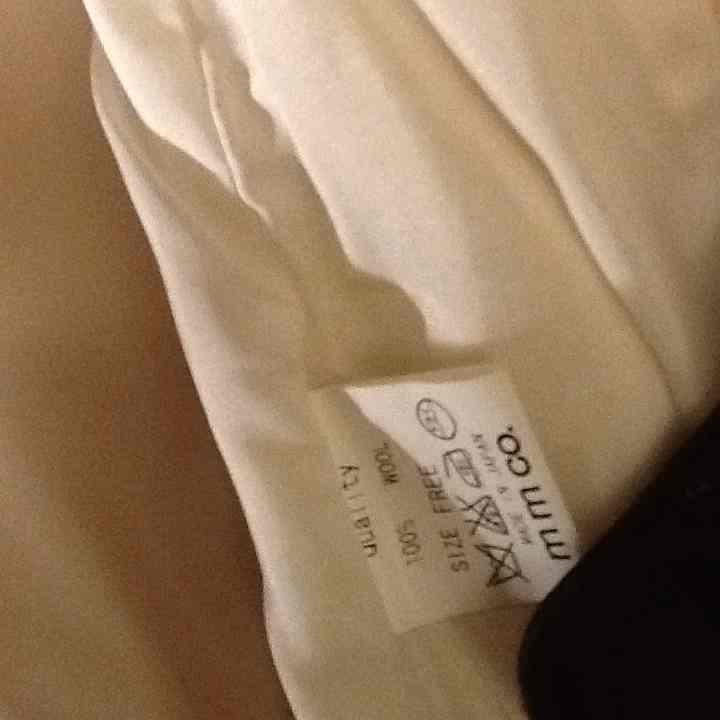 quality
100% WOOL
SIZE FREE
MADE IN JAPAN
mm co.